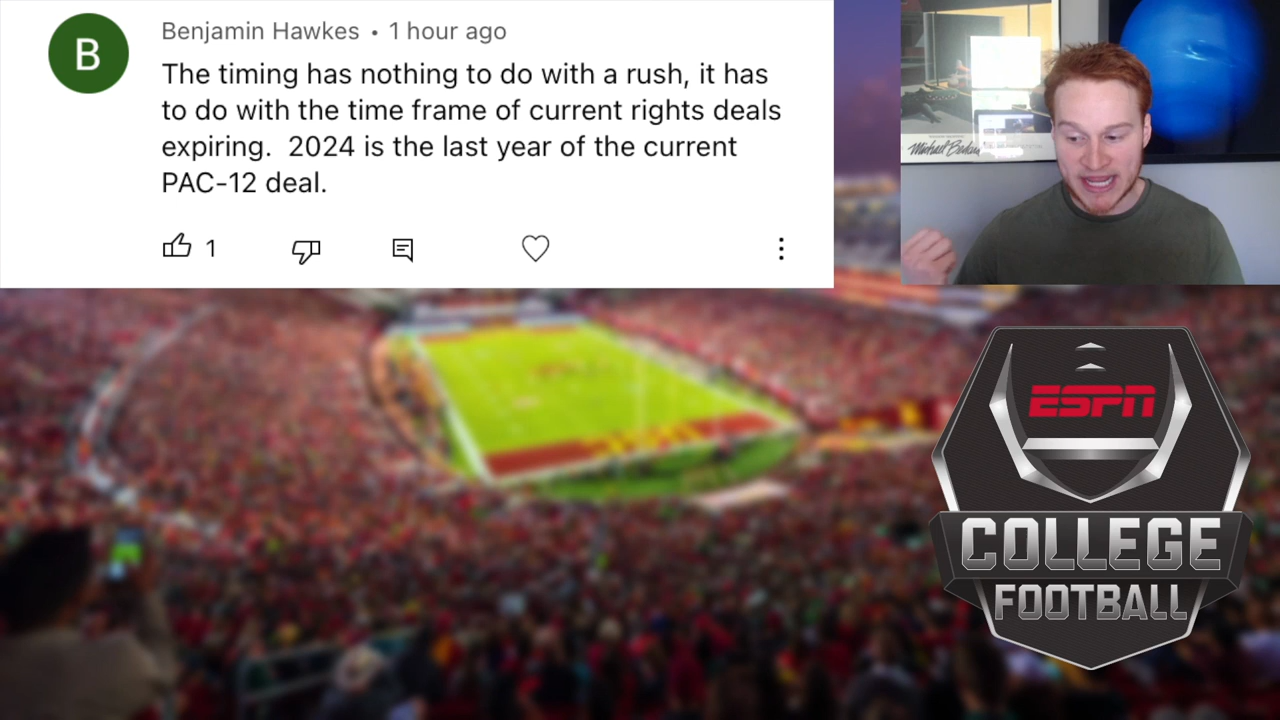 B
Benjamin Hawkes • 1 hour ago
The timing has nothing to do with a rush, it has
to do with the time frame of current rights deals
expiring.  2024 is the last year of the current
PAC-12 deal.
1
ESPN
COLLEGE
FOOTBALL